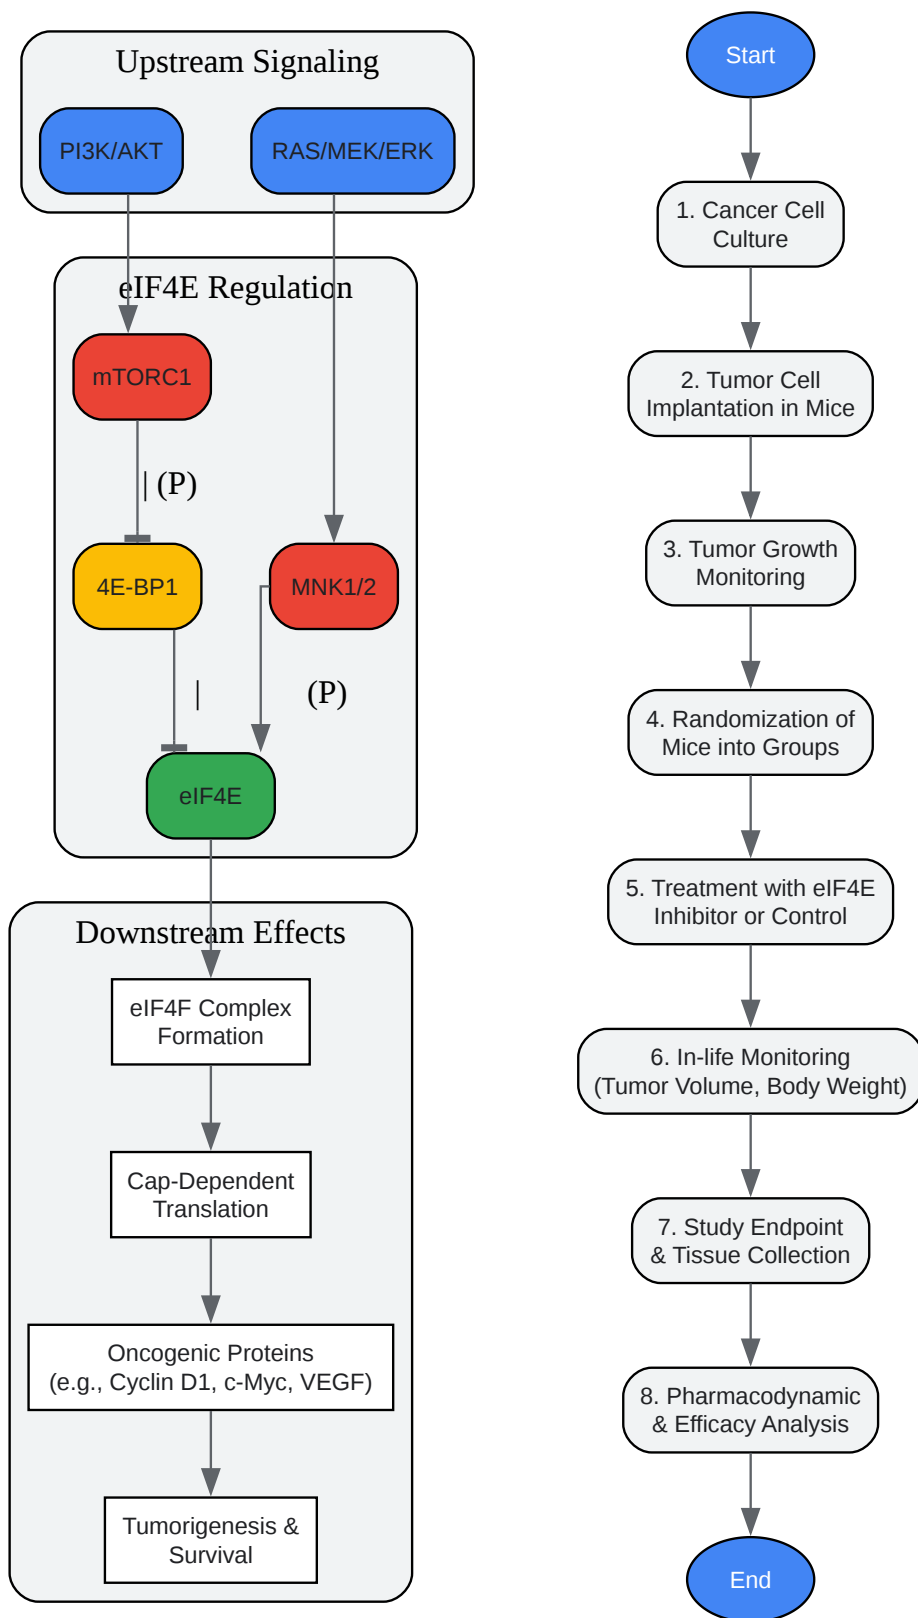 Upstream Signaling
PI3K/AKT
RAS/MEK/ERK
eIF4E Regulation
mTORC1
| (P)
4E-BP1
MNK1/2
|
(P)
eIF4E
Downstream Effects
eIF4F Complex
Formation
Cap-Dependent
Translation
Oncogenic Proteins
(e.g., Cyclin D1, c-Myc, VEGF)
Tumorigenesis &
Survival
Start
1. Cancer Cell
Culture
2. Tumor Cell
Implantation in Mice
3. Tumor Growth
Monitoring
4. Randomization of
Mice into Groups
5. Treatment with eIF4E
Inhibitor or Control
6. In-life Monitoring
(Tumor Volume, Body Weight)
7. Study Endpoint
& Tissue Collection
8. Pharmacodynamic
& Efficacy Analysis
End